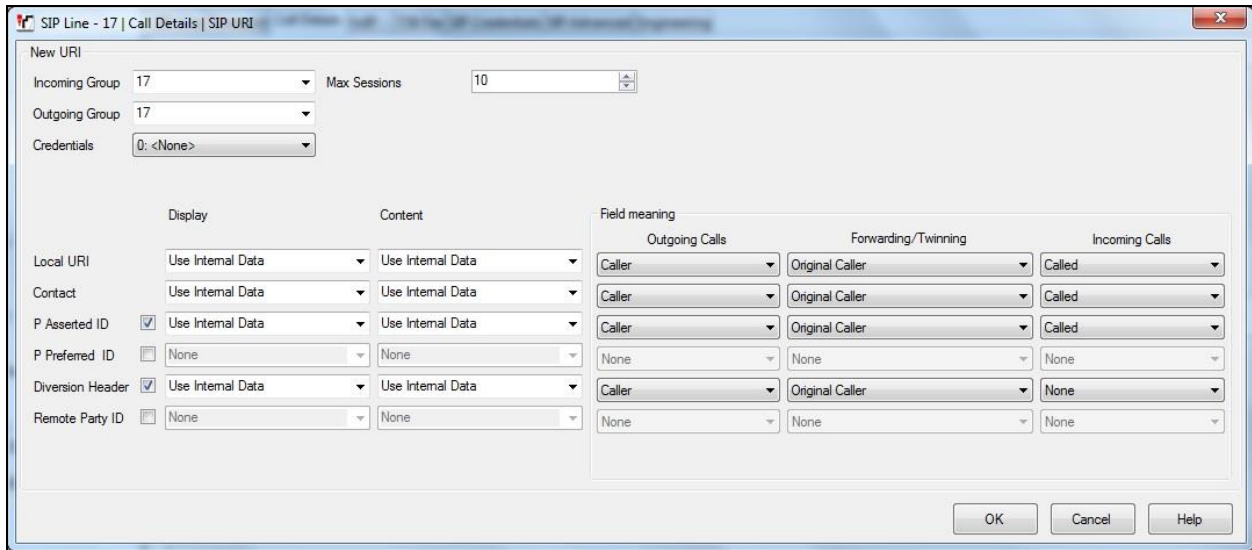 SIP Line - 17 | Call Details | SIP URI
New URI
Incoming Group 17 Max Sessions 10
Outgoing Group 17
Credentials 0: <None>
Display Content Field meaning
Outgoing Calls Forwarding/Twinning Incoming Calls
Local URI Use Internal Data Use Internal Data Caller Original Caller Called
Contact Use Internal Data Use Internal Data Caller Original Caller Called
P Asserted ID Use Internal Data Use Internal Data Caller Original Caller Called
P Preferred ID None None None None None
Diversion Header Use Internal Data Use Internal Data Caller Original Caller None
Remote Party ID None None None None None
OK Cancel Help